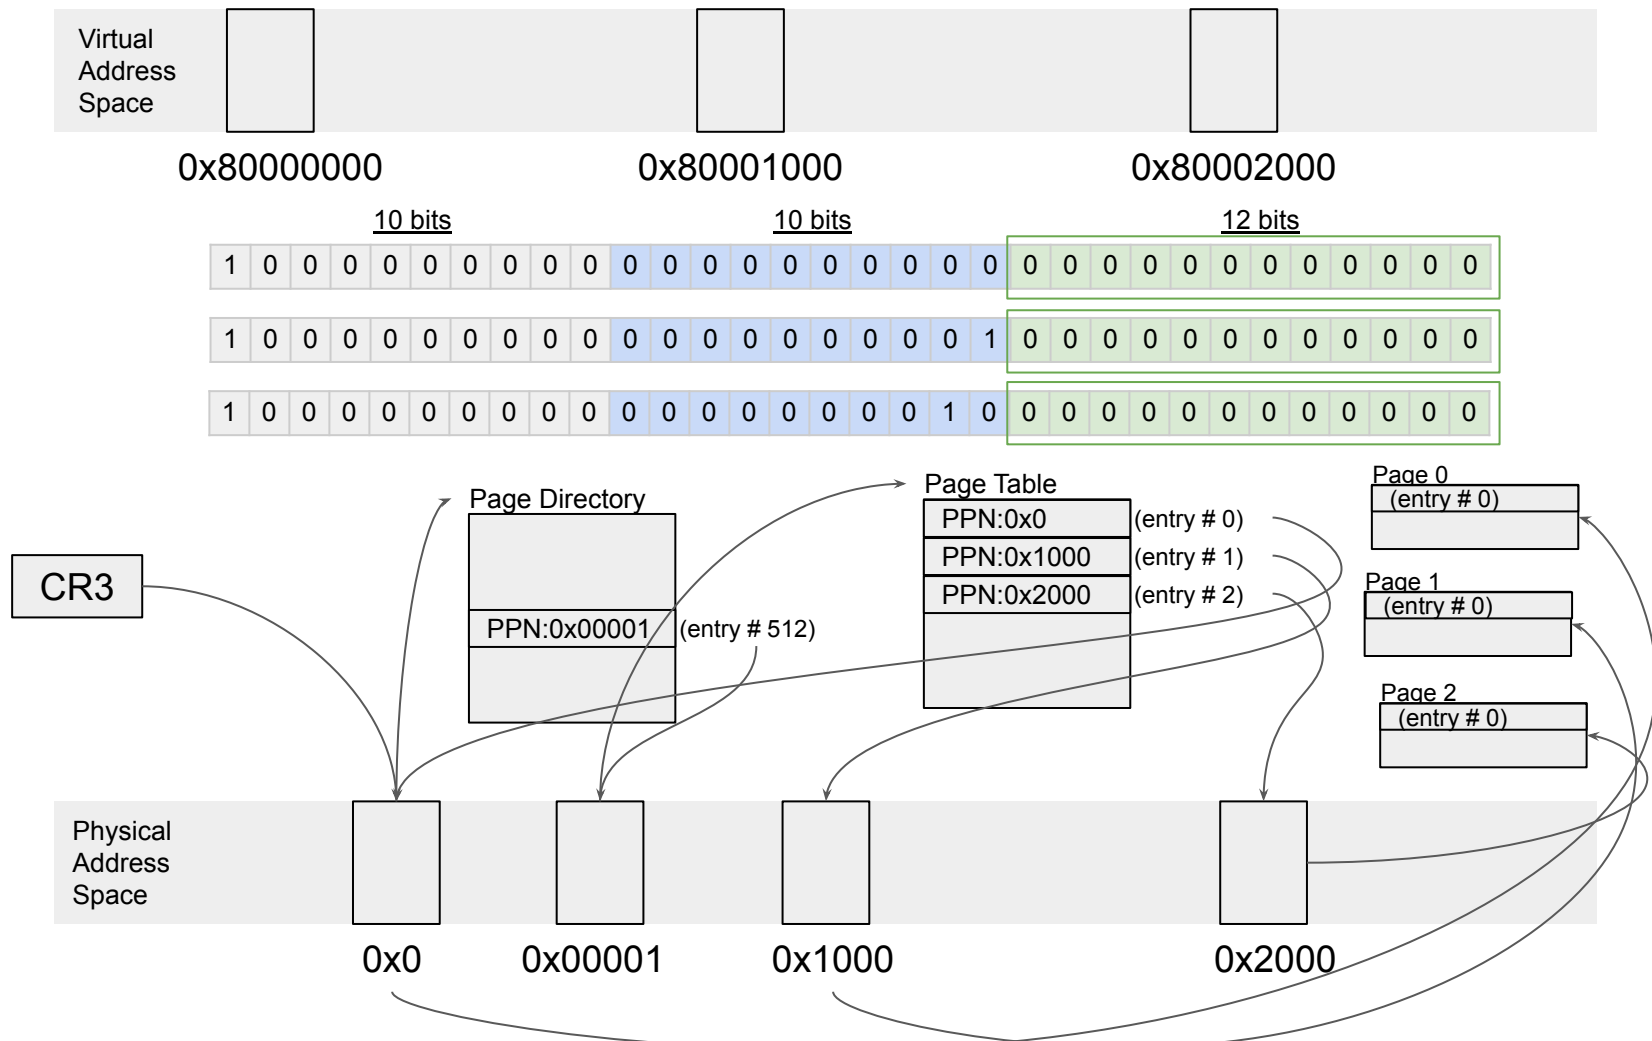 Virtual
Address
Space
0x80000000 0x80001000 0x80002000
10 bits 10 bits 12 bits
1 0 0 0 0 0 0 0 0 0 0 0 0 0 0 0 0 0 0 0 0 0 0 0 0 0 0 0 0 0 0 0
1 0 0 0 0 0 0 0 0 0 0 0 0 0 0 0 0 0 0 1 0 0 0 0 0 0 0 0 0 0 0 0
1 0 0 0 0 0 0 0 0 0 0 0 0 0 0 0 0 0 1 0 0 0 0 0 0 0 0 0 0 0 0 0
CR3
Page Directory
PPN:0x00001 (entry # 512)
Page Table
PPN:0x0 (entry # 0)
PPN:0x1000 (entry # 1)
PPN:0x2000 (entry # 2)
Page 0
(entry # 0)
Page 1
(entry # 0)
Page 2
(entry # 0)
Physical
Address
Space
0x0 0x00001 0x1000 0x2000